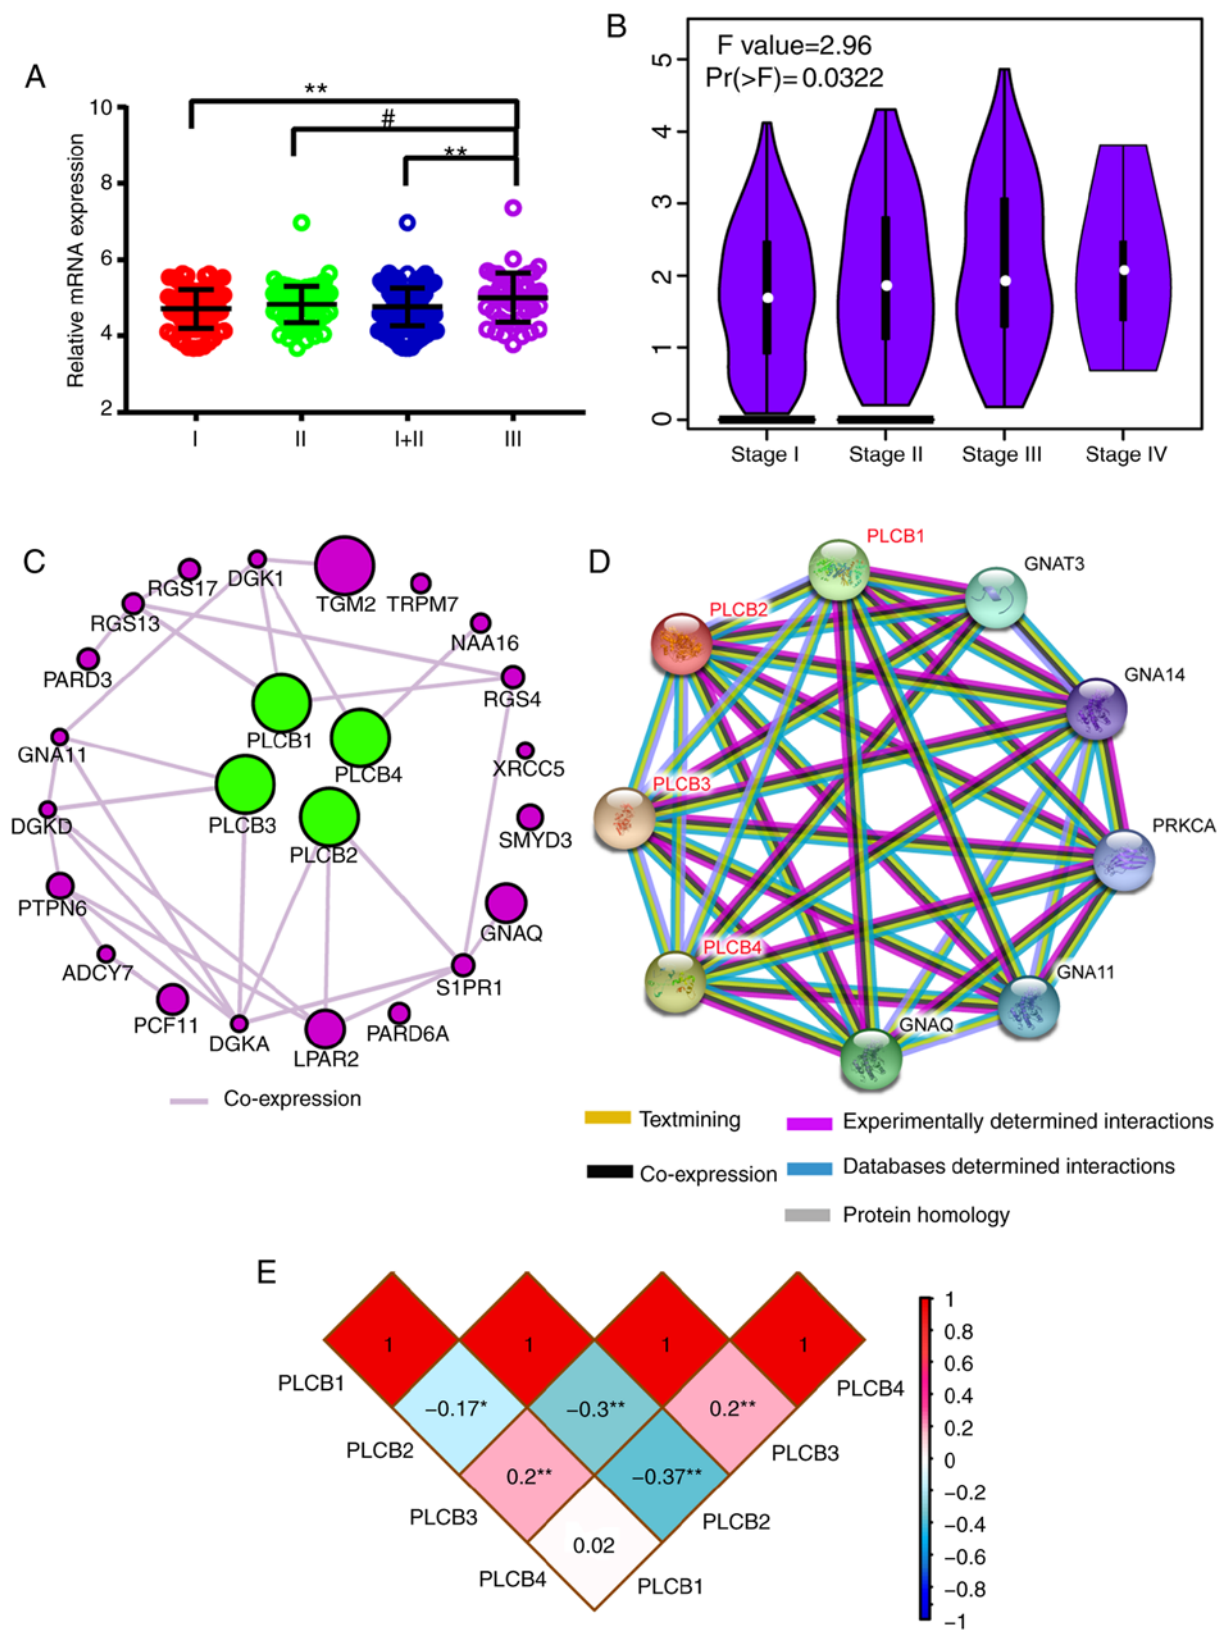 A
Relative mRNA expression
10
8
6
4
2
**
#
**
I
II
I+II
III
B
F value=2.96
Pr(>F)=0.0322
5
4
3
2
1
0
Stage I
Stage II
Stage III
Stage IV
C
RGS17
DGK1
TGM2
TRPM7
RGS13
NAA16
PARD3
RGS4
GNA11
PLCB1
PLCB4
XRCC5
DGKD
PLCB3
PLCB2
SMYD3
PTPN6
GNAQ
ADCY7
S1PR1
PCF11
DGKA
LPAR2
PARD6A
Co-expression
D
PLCB1
GNAT3
PLCB2
GNA14
PLCB3
PRKCA
PLCB4
GNA11
GNAQ
Textmining
Experimentally determined interactions
Co-expression
Databases determined interactions
Protein homology
E
1
1
1
1
PLCB1
−0.17*
−0.3**
0.2**
PLCB4
PLCB2
0.2**
−0.37**
PLCB3
PLCB3
0.02
PLCB2
PLCB4
PLCB1
1
0.8
0.6
0.4
0.2
0
−0.2
−0.4
−0.6
−0.8
−1